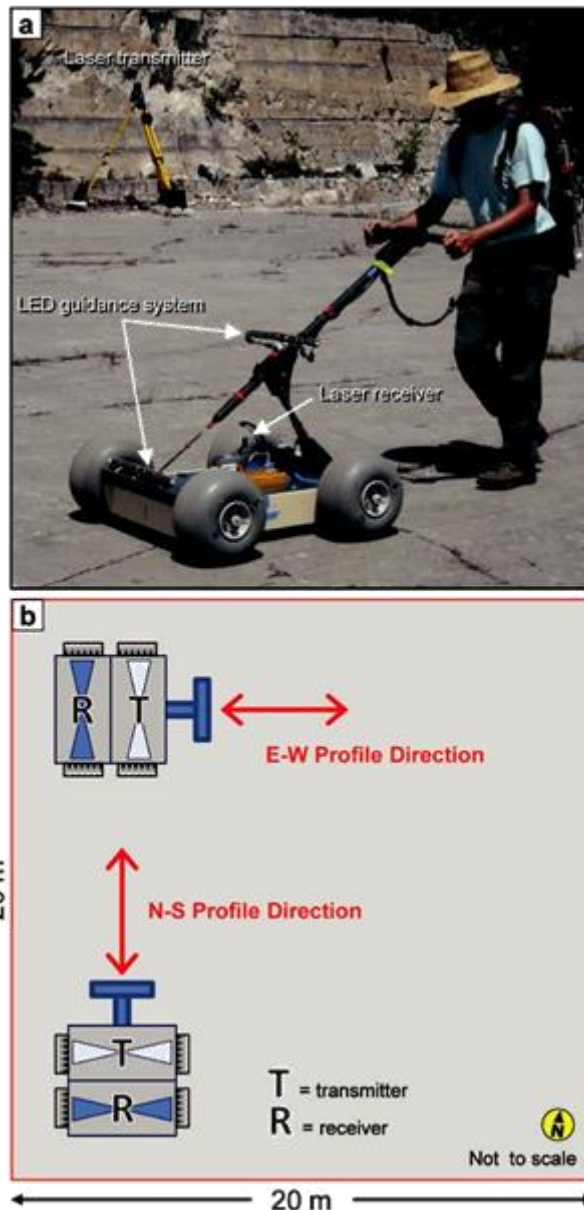 a
Laser transmitter
LED guidance system
Laser receiver
b
R T
E-W Profile Direction
N-S Profile Direction
T
R
T = transmitter
R = receiver
N
Not to scale
20 m